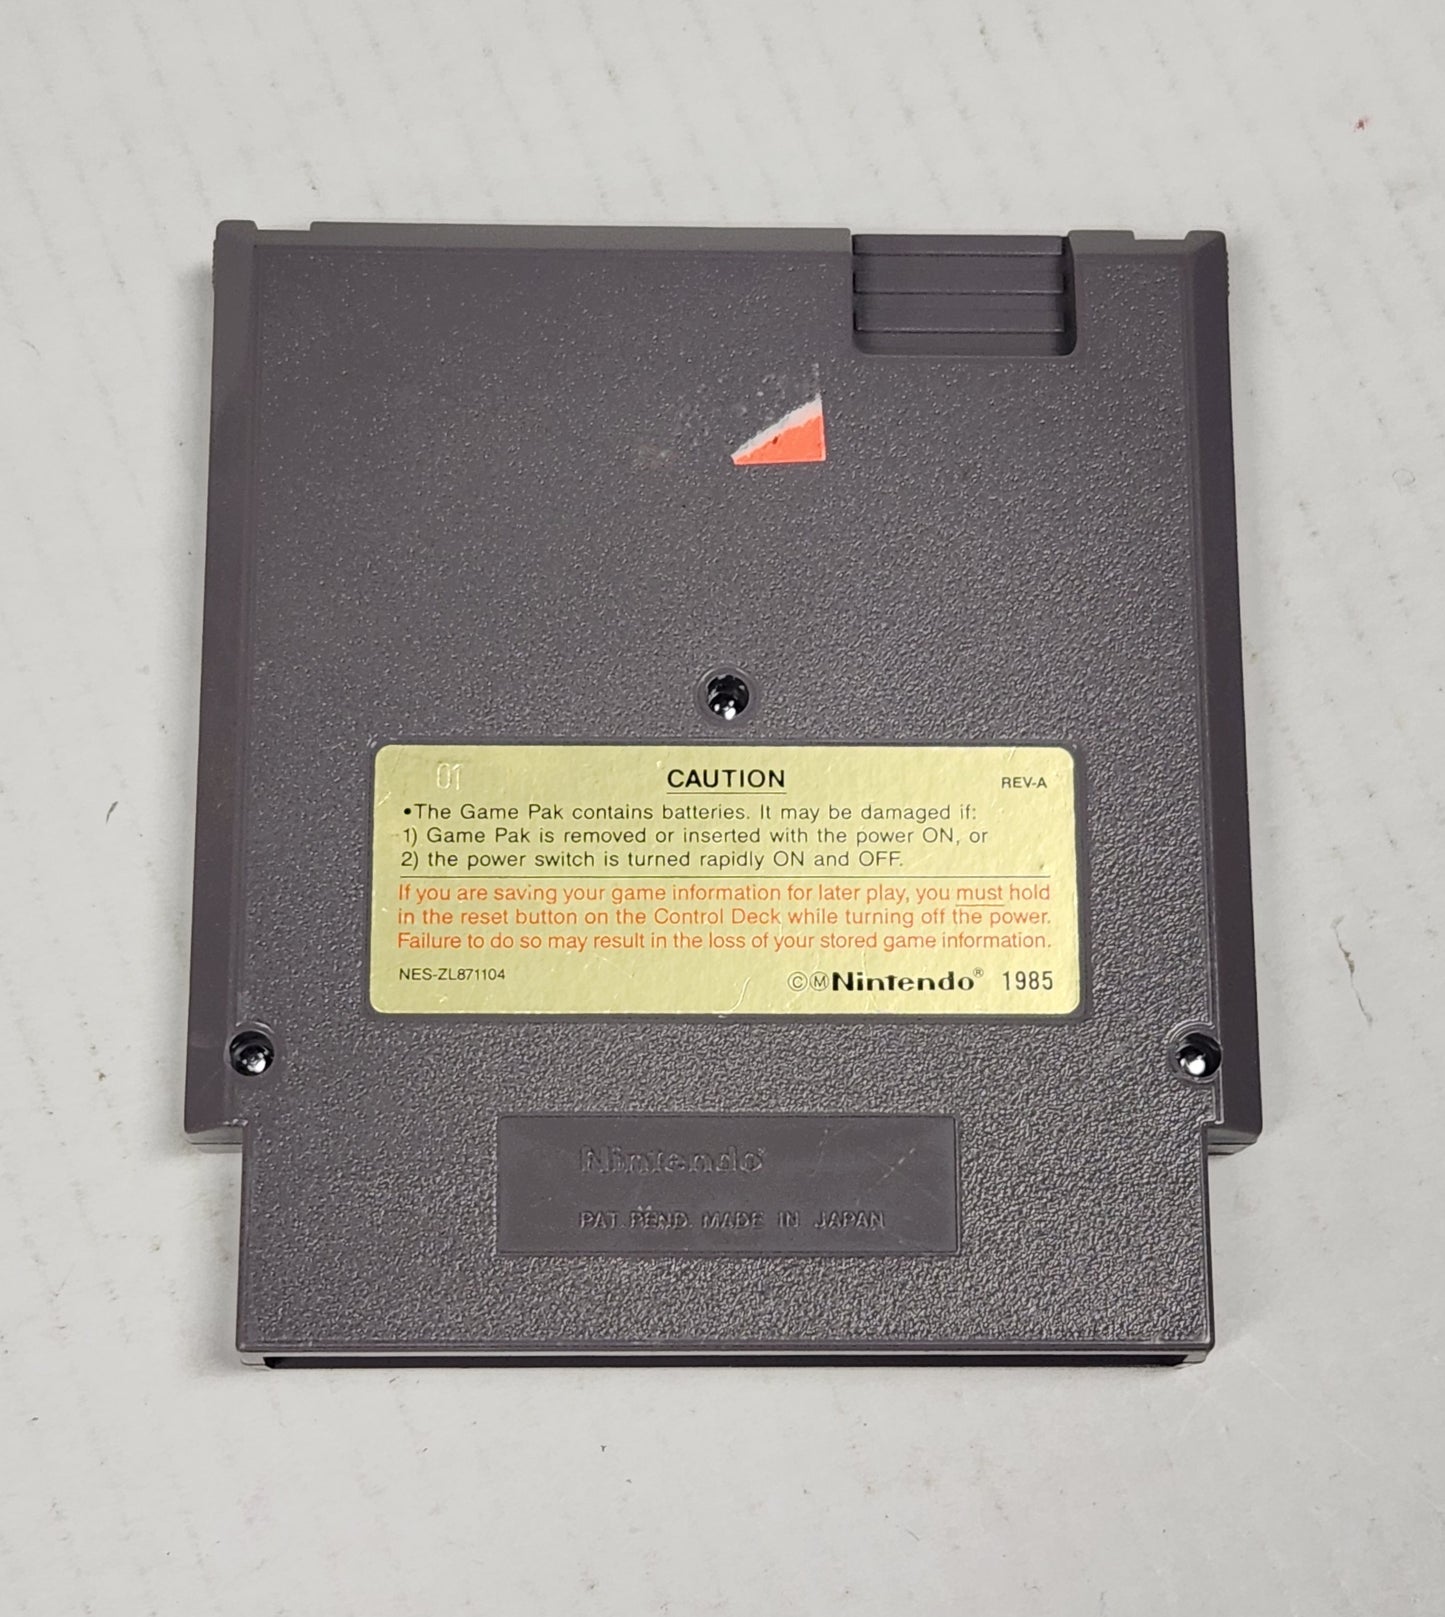 01
CAUTION
REV-A
•The Game Pak contains batteries. It may be damaged if:
1) Game Pak is removed or inserted with the power ON, or
2) the power switch is turned rapidly ON and OFF.
If you are saving your game information for later play, you must hold
in the reset button on the Control Deck while turning off the power.
Failure to do so may result in the loss of your stored game information.
NES-ZL871104
©Ⓜ Nintendo® 1985
Nintendo®
PAT. PEND. MADE IN JAPAN